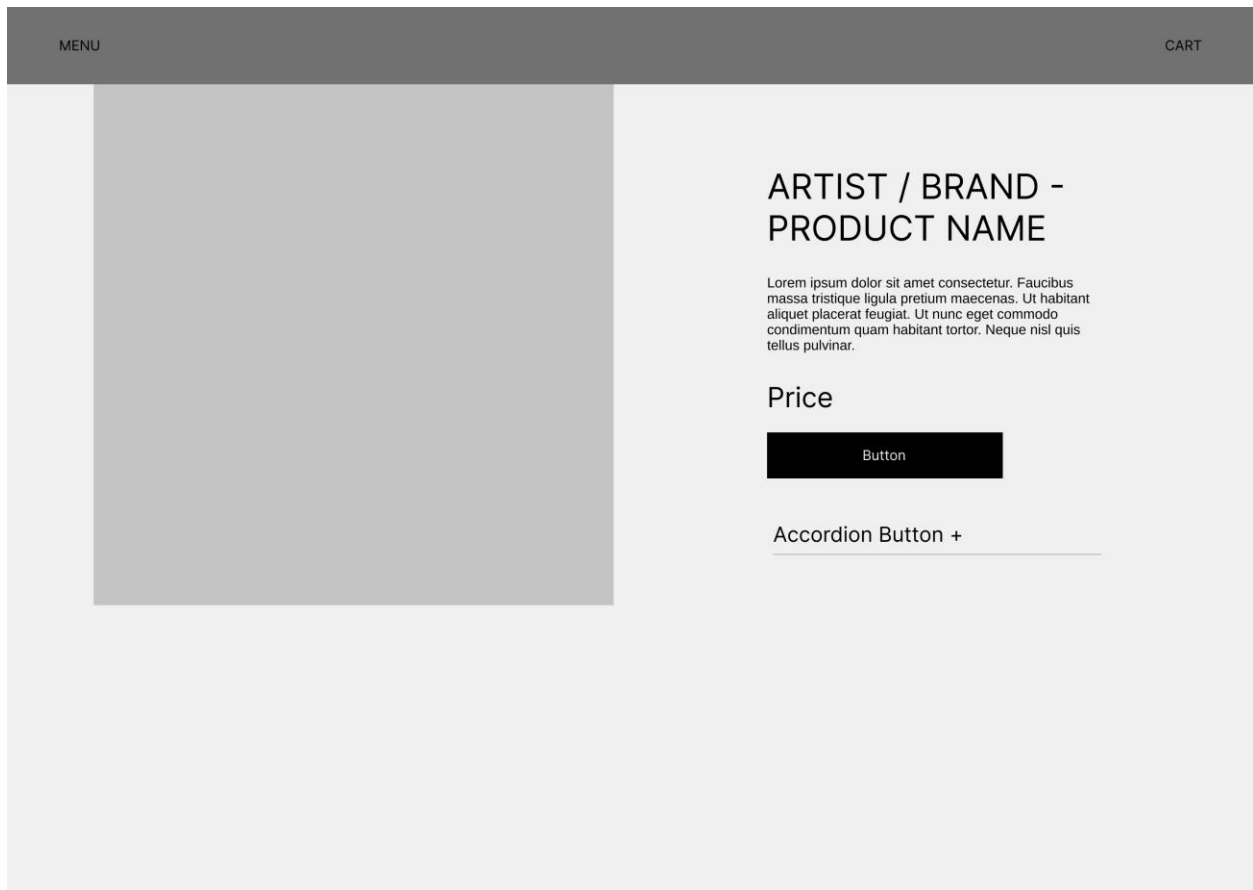 MENU
CART
ARTIST / BRAND -
PRODUCT NAME
Lorem ipsum dolor sit amet consectetur. Faucibus
massa tristique ligula pretium maecenas. Ut habitant
aliquet placerat feugiat. Ut nunc eget commodo
condimentum quam habitant tortor. Neque nisl quis
tellus pulvinar.
Price
Button
Accordion Button +